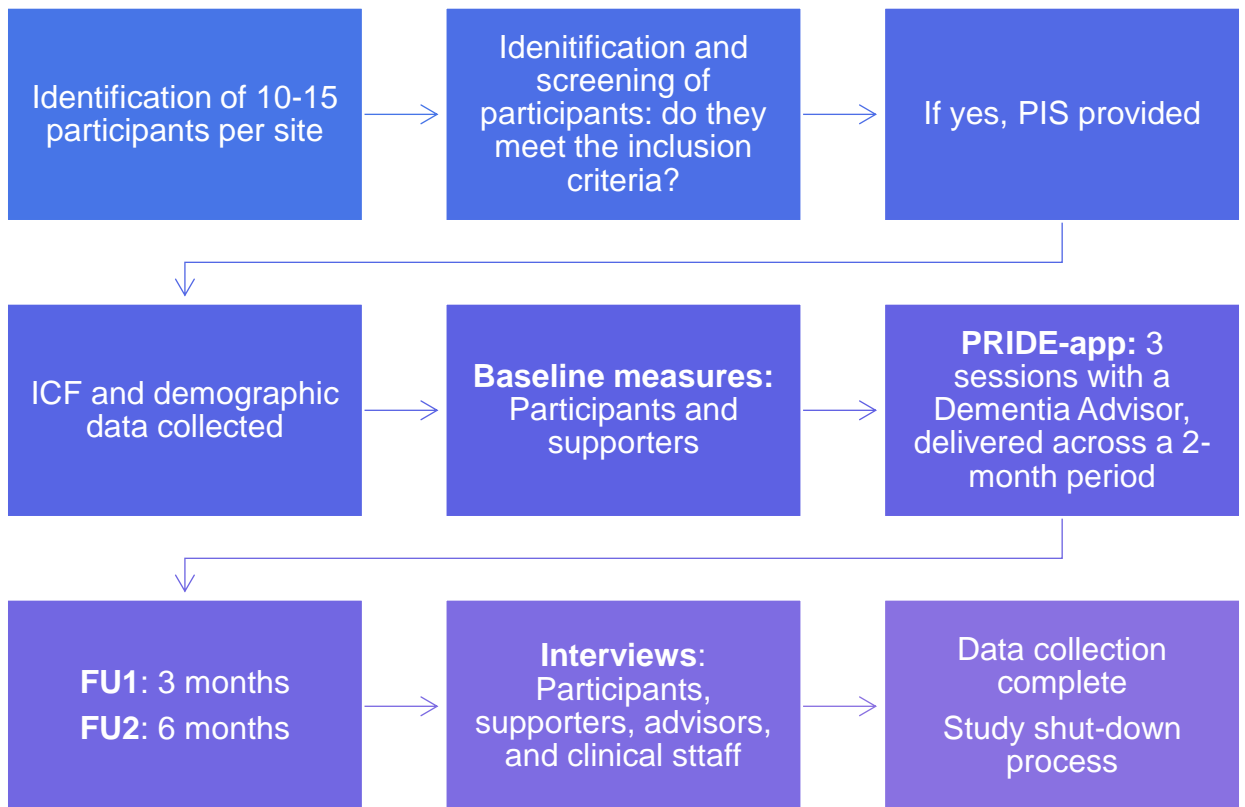 Identification of 10-15
participants per site
Idenitification and
screening of
participants: do they
meet the inclusion
criteria?
If yes, PIS provided
ICF and demographic
data collected
Baseline measures:
Participants and
supporters
PRIDE-app: 3
sessions with a
Dementia Advisor,
delivered across a 2-
month period
FU1: 3 months
FU2: 6 months
Interviews:
Participants,
supporters, advisors,
and clinical sttaff
Data collection
complete
Study shut-down
process